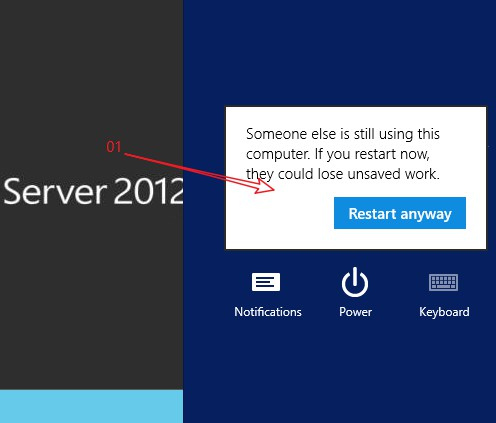 01
Server 2012
Someone else is still using this
computer. If you restart now,
they could lose unsaved work.
Restart anyway
Notifications
Power
Keyboard